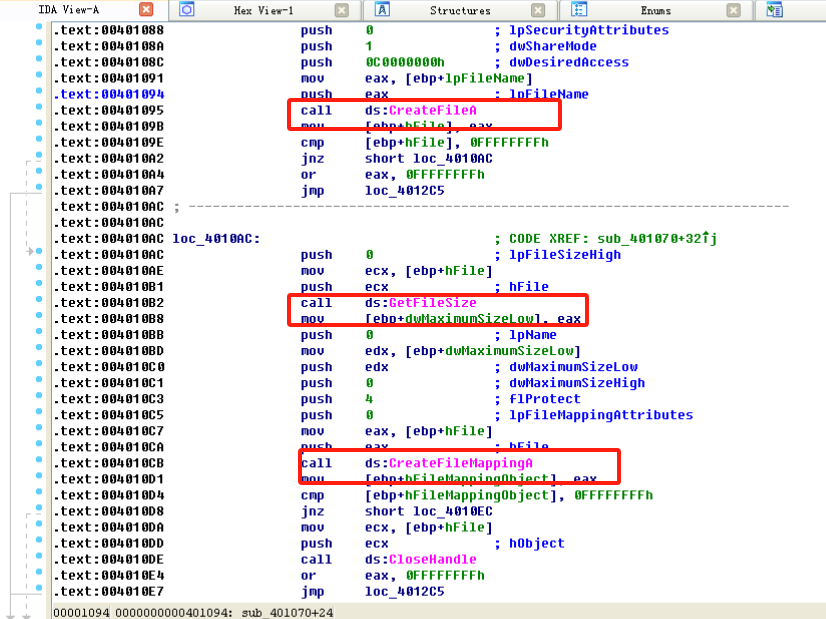 IDA View-A Hex View-1 Structures Enums
.text:00401088 push 0 ; lpSecurityAttributes
.text:0040108A push 1 ; dwShareMode
.text:0040108C push 0C0000000h ; dwDesiredAccess
.text:00401091 mov eax, [ebp+lpFileName]
.text:00401094 push eax ; lpFileName
.text:00401095 call ds:CreateFileA
.text:0040109B mov [ebp+hFile], eax
.text:0040109E cmp [ebp+hFile], 0FFFFFFFFh
.text:004010A2 jnz short loc_4010AC
.text:004010A4 or eax, 0FFFFFFFFh
.text:004010A7 jmp loc_4012C5
.text:004010AC ; ---------------------------------------------------------------------------
.text:004010AC
.text:004010AC loc_4010AC: ; CODE XREF: sub_401070+32↑j
.text:004010AC push 0 ; lpFileSizeHigh
.text:004010AE mov ecx, [ebp+hFile]
.text:004010B1 push ecx ; hFile
.text:004010B2 call ds:GetFileSize
.text:004010B8 mov [ebp+dwMaximumSizeLow], eax
.text:004010BB push 0 ; lpName
.text:004010BD mov edx, [ebp+dwMaximumSizeLow]
.text:004010C0 push edx ; dwMaximumSizeLow
.text:004010C1 push 0 ; dwMaximumSizeHigh
.text:004010C3 push 4 ; flProtect
.text:004010C5 push 0 ; lpFileMappingAttributes
.text:004010C7 mov eax, [ebp+hFile]
.text:004010CA push eax ; hFile
.text:004010CB call ds:CreateFileMappingA
.text:004010D1 mov [ebp+hFileMappingObject], eax
.text:004010D4 cmp [ebp+hFileMappingObject], 0FFFFFFFFh
.text:004010D8 jnz short loc_4010EC
.text:004010DA mov ecx, [ebp+hFile]
.text:004010DD push ecx ; hObject
.text:004010DE call ds:CloseHandle
.text:004010E4 or eax, 0FFFFFFFFh
.text:004010E7 jmp loc_4012C5
00001094 0000000000401094: sub_401070+24